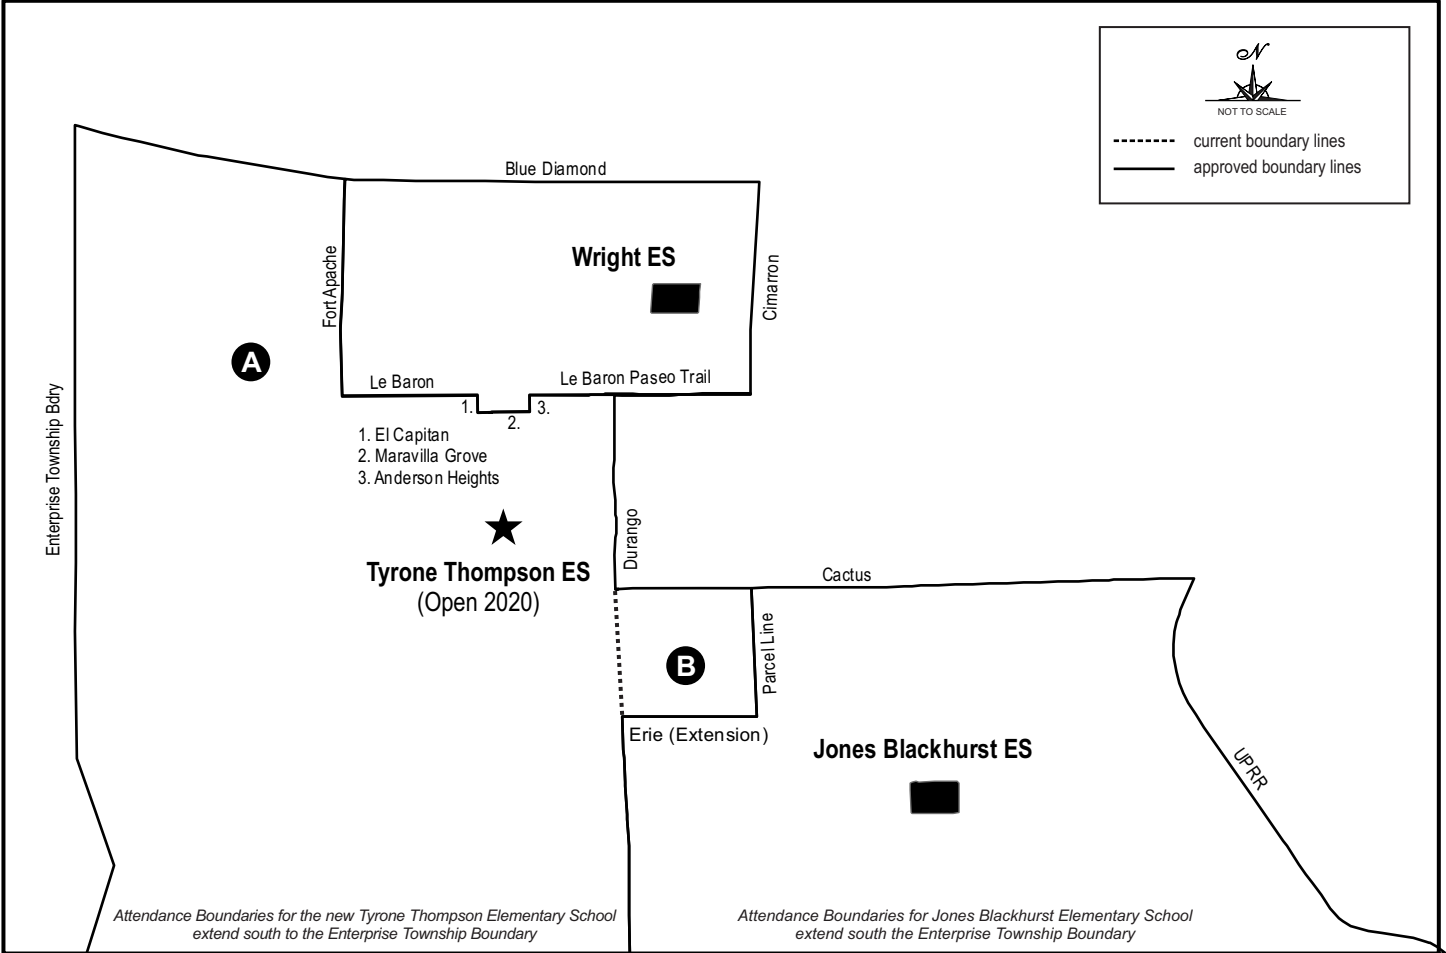 N
NOT TO SCALE
current boundary lines
approved boundary lines
Blue Diamond
Wright ES
Fort Apache
Cimarron
A
Le Baron
Le Baron Paseo Trail
1.
2.
3.
1. El Capitan
2. Maravilla Grove
3. Anderson Heights
Enterprise Township Bdry
Durango
Tyrone Thompson ES
(Open 2020)
Cactus
B
Parcel Line
Erie (Extension)
Jones Blackhurst ES
UPRR
Attendance Boundaries for the new Tyrone Thompson Elementary School
extend south to the Enterprise Township Boundary
Attendance Boundaries for Jones Blackhurst Elementary School
extend south the Enterprise Township Boundary